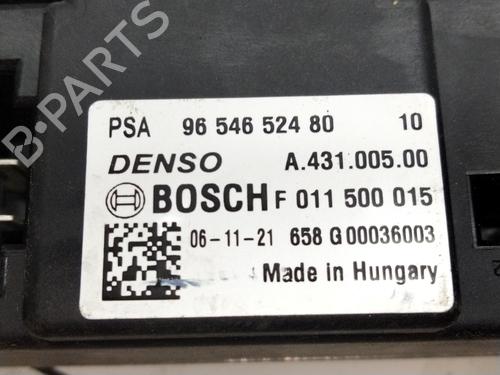 PSA 96 546 524 80 10
DENSO A.431.005.00
BOSCH F 011 500 015
06-11-21 658 G 00036003
Made in Hungary
B-PARTS